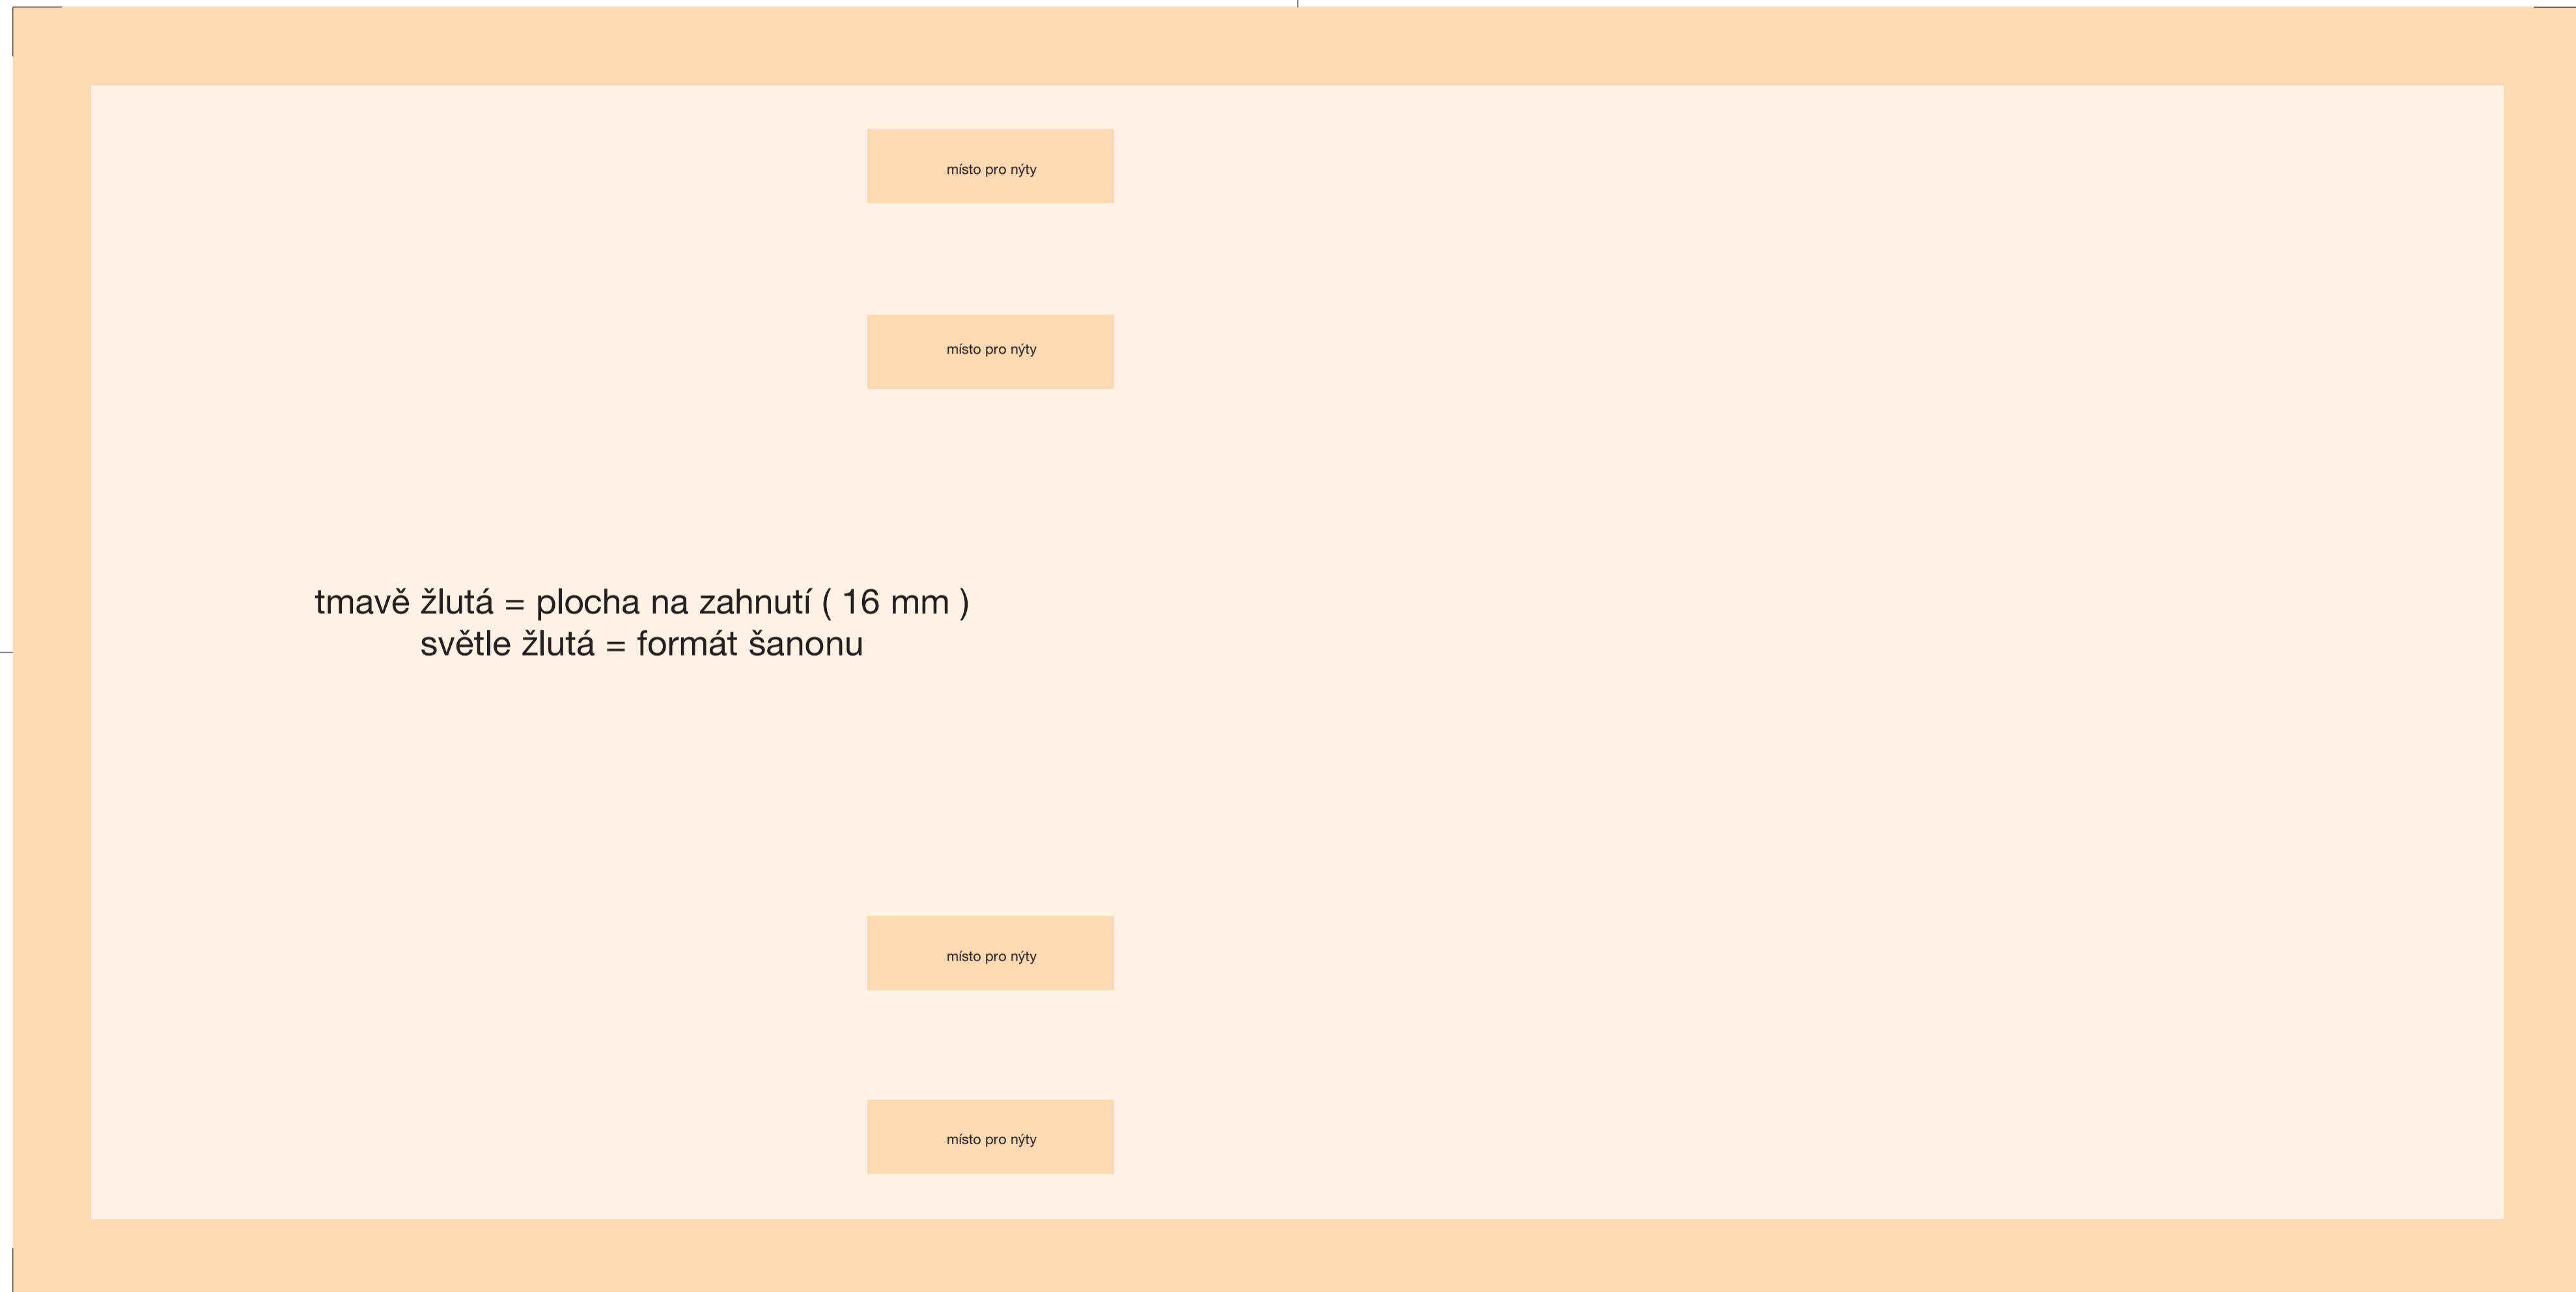 místo pro nýty
místo pro nýty
tmavě žlutá = plocha na zahnutí ( 16 mm )
světle žlutá = formát šanonu
místo pro nýty
místo pro nýty